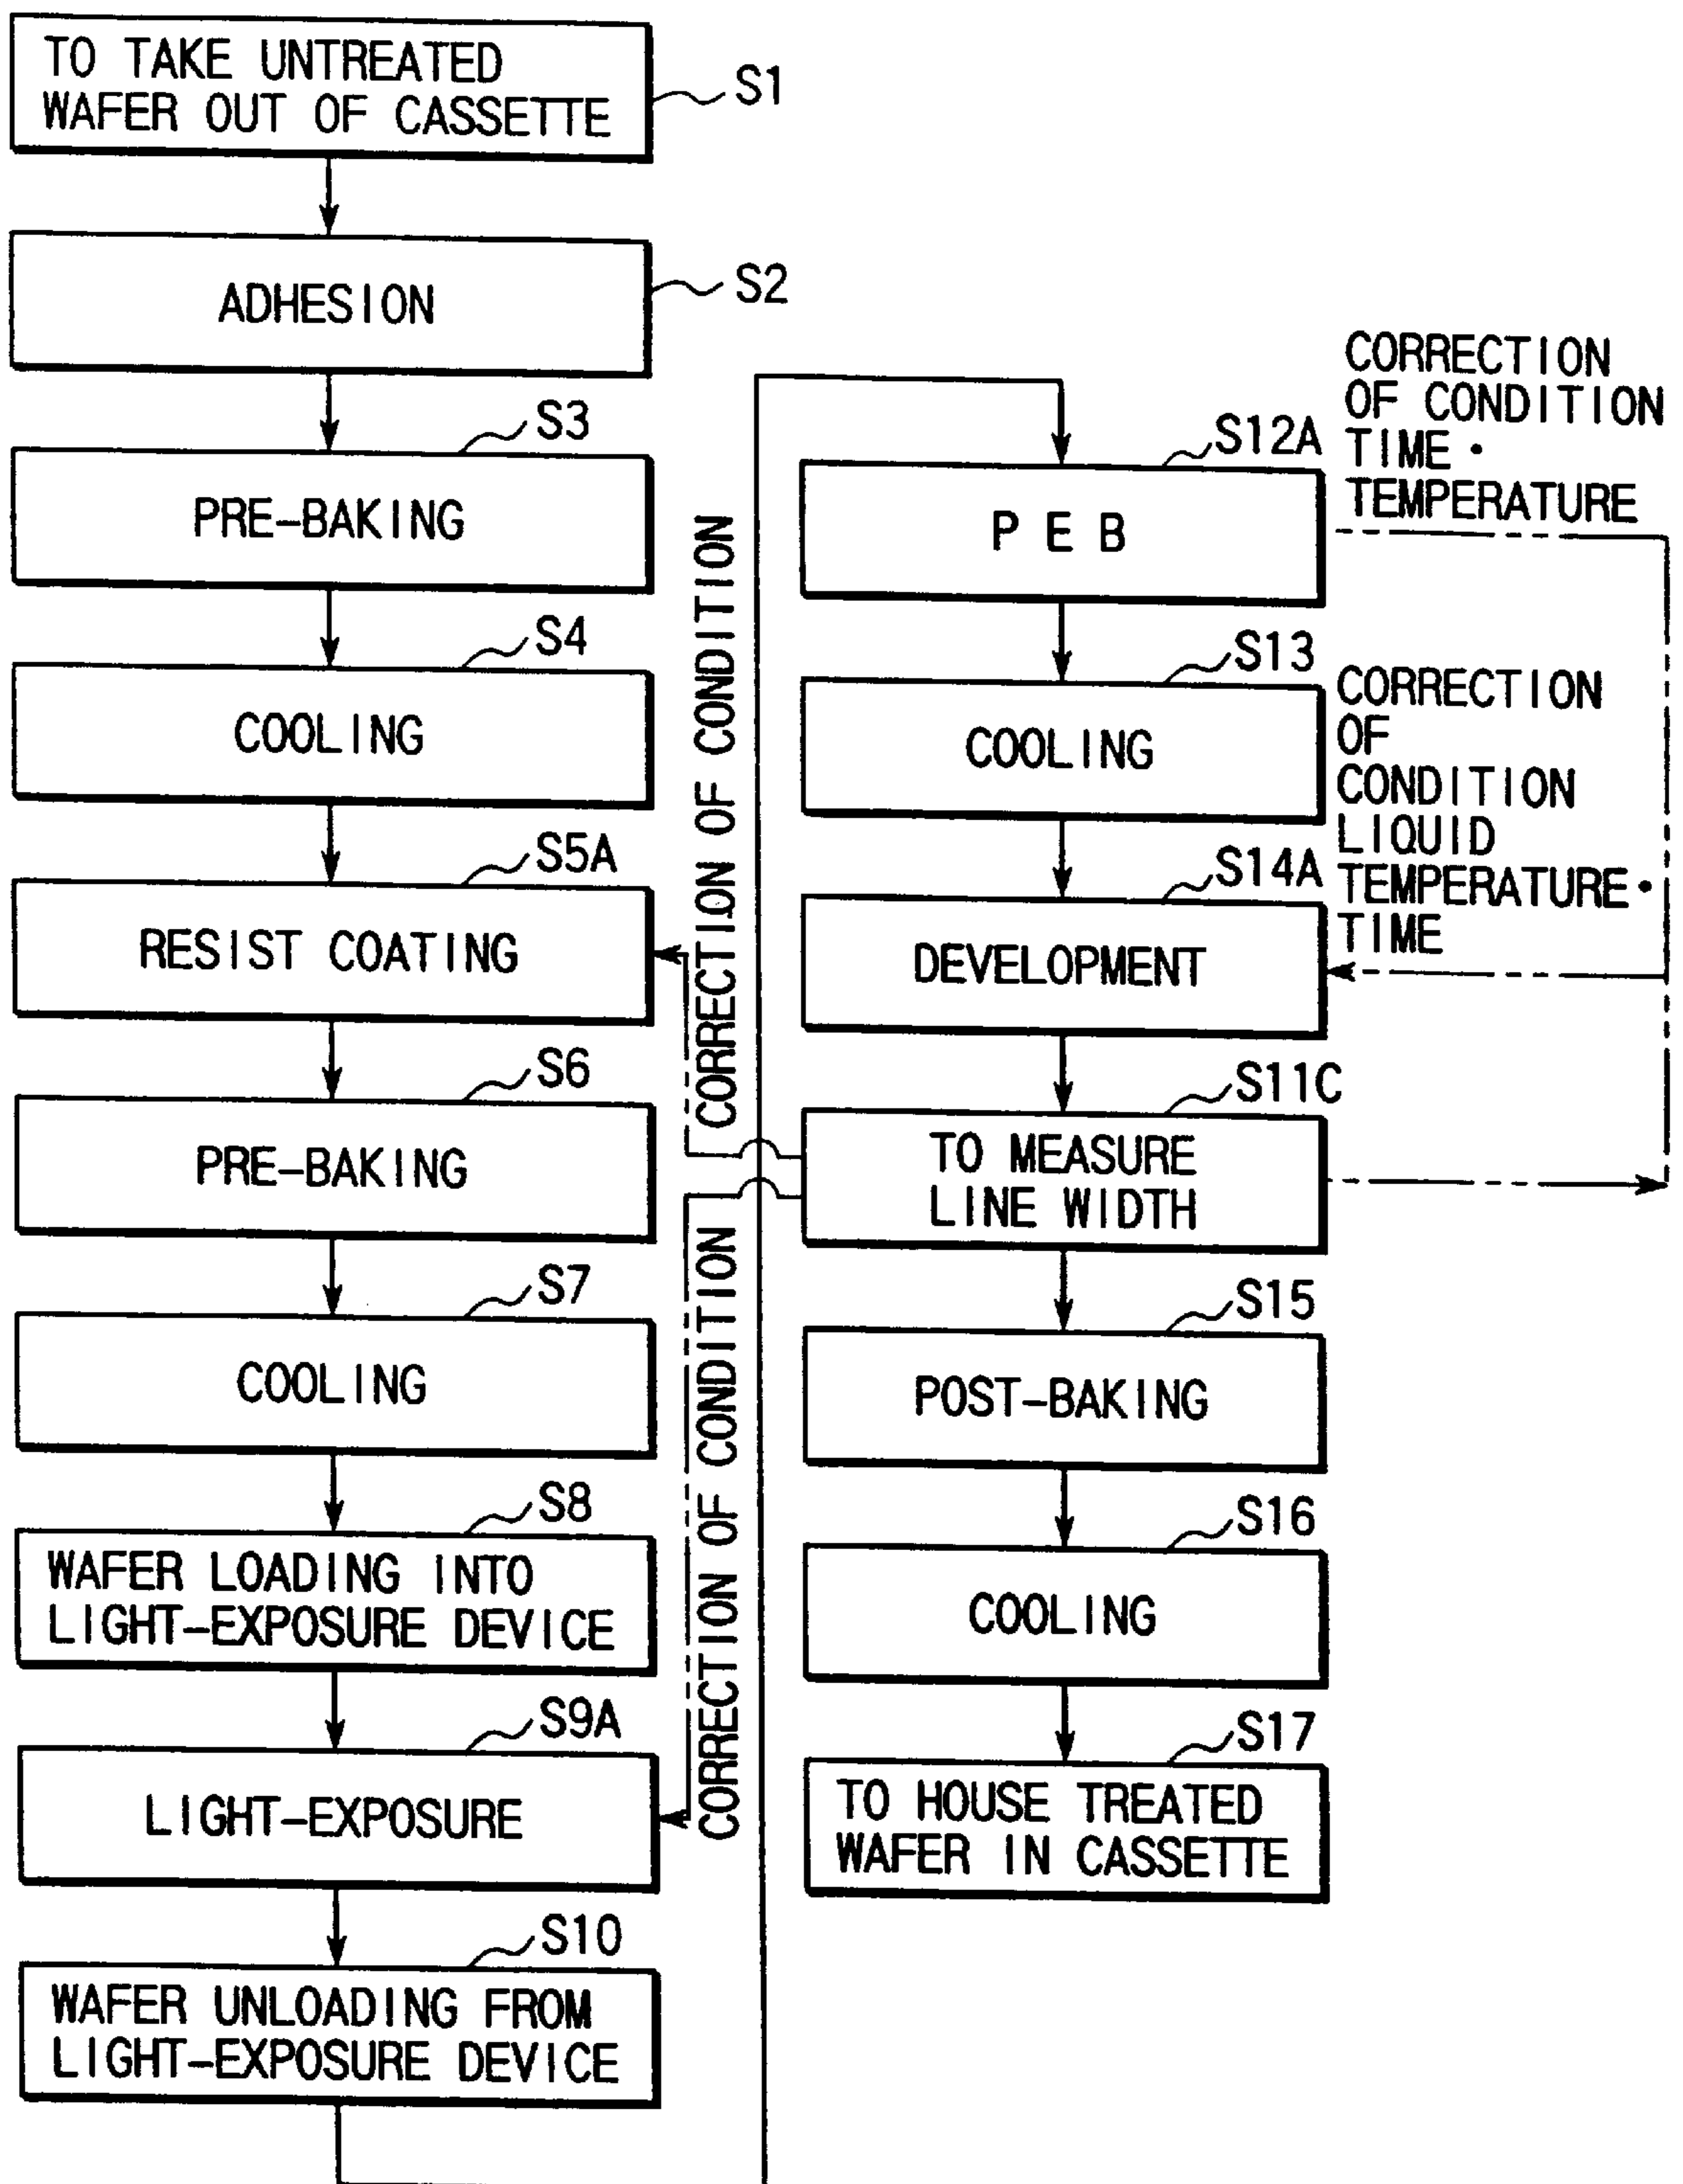 TO TAKE UNTREATED
WAFER OUT OF CASSETTE
S1
ADHESION
S2
S3
PRE-BAKING
S4
COOLING
S5A
RESIST COATING
S6
PRE-BAKING
S7
COOLING
S8
WAFER LOADING INTO
LIGHT-EXPOSURE DEVICE
S9A
LIGHT-EXPOSURE
S10
WAFER UNLOADING FROM
LIGHT-EXPOSURE DEVICE
CORRECTION OF CONDITION
CORRECTION OF CONDITION
S12A
P E B
CORRECTION
OF CONDITION
TIME・
TEMPERATURE
S13
COOLING
CORRECTION
OF
CONDITION
LIQUID
TEMPERATURE・
TIME
S14A
DEVELOPMENT
S11C
TO MEASURE
LINE WIDTH
S15
POST-BAKING
S16
COOLING
S17
TO HOUSE TREATED
WAFER IN CASSETTE